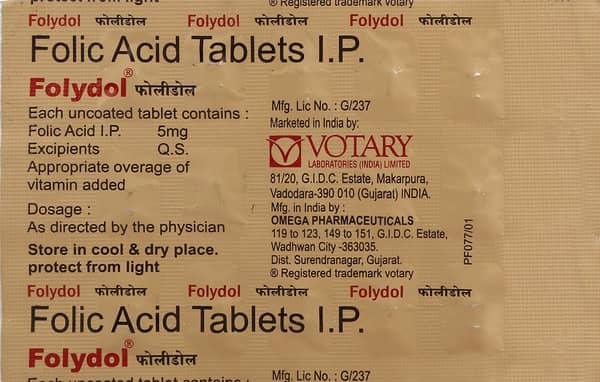 protect from light
® Registered trademark votary
Folydol फोलीडोल Folydol फोलीडोल Folydol फोलीडोल
Folic Acid Tablets I.P.
Folydol® फोलीडोल
Each uncoated tablet contains :
Folic Acid I.P. 5mg
Excipients Q.S.
Appropriate overage of
vitamin added
Dosage :
As directed by the physician
Store in cool & dry place.
protect from light
Mfg. Lic No. : G/237
Marketed in India by:
VOTARY
LABORATORIES (INDIA) LIMITED
81/20, G.I.D.C. Estate, Makarpura,
Vadodara-390 010 (Gujarat) INDIA.
Mfg. in India by :
OMEGA PHARMACEUTICALS
119 to 123, 149 to 151, G.I.D.C. Estate,
Wadhwan City -363035.
Dist. Surendranagar, Gujarat.
® Registered trademark votary
PF077/01
Folydol फोलीडोल Folydol फोलीडोल Folydol फोलीडोल
Folic Acid Tablets I.P.
Folydol® फोलीडोल
Each uncoated tablet contains :
Mfg. Lic No. : G/237